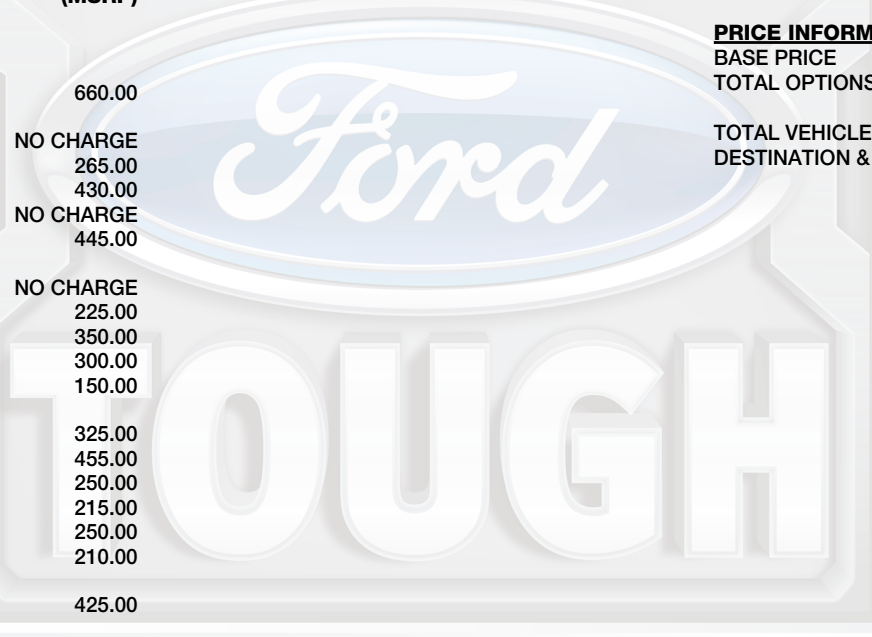 (MSRP)
660.00
NO CHARGE
265.00
430.00
NO CHARGE
445.00
NO CHARGE
225.00
350.00
300.00
150.00
325.00
455.00
250.00
215.00
250.00
210.00
425.00
PRICE INFORM
BASE PRICE
TOTAL OPTIONS
TOTAL VEHICLE
DESTINATION &
Ford
TOUGH